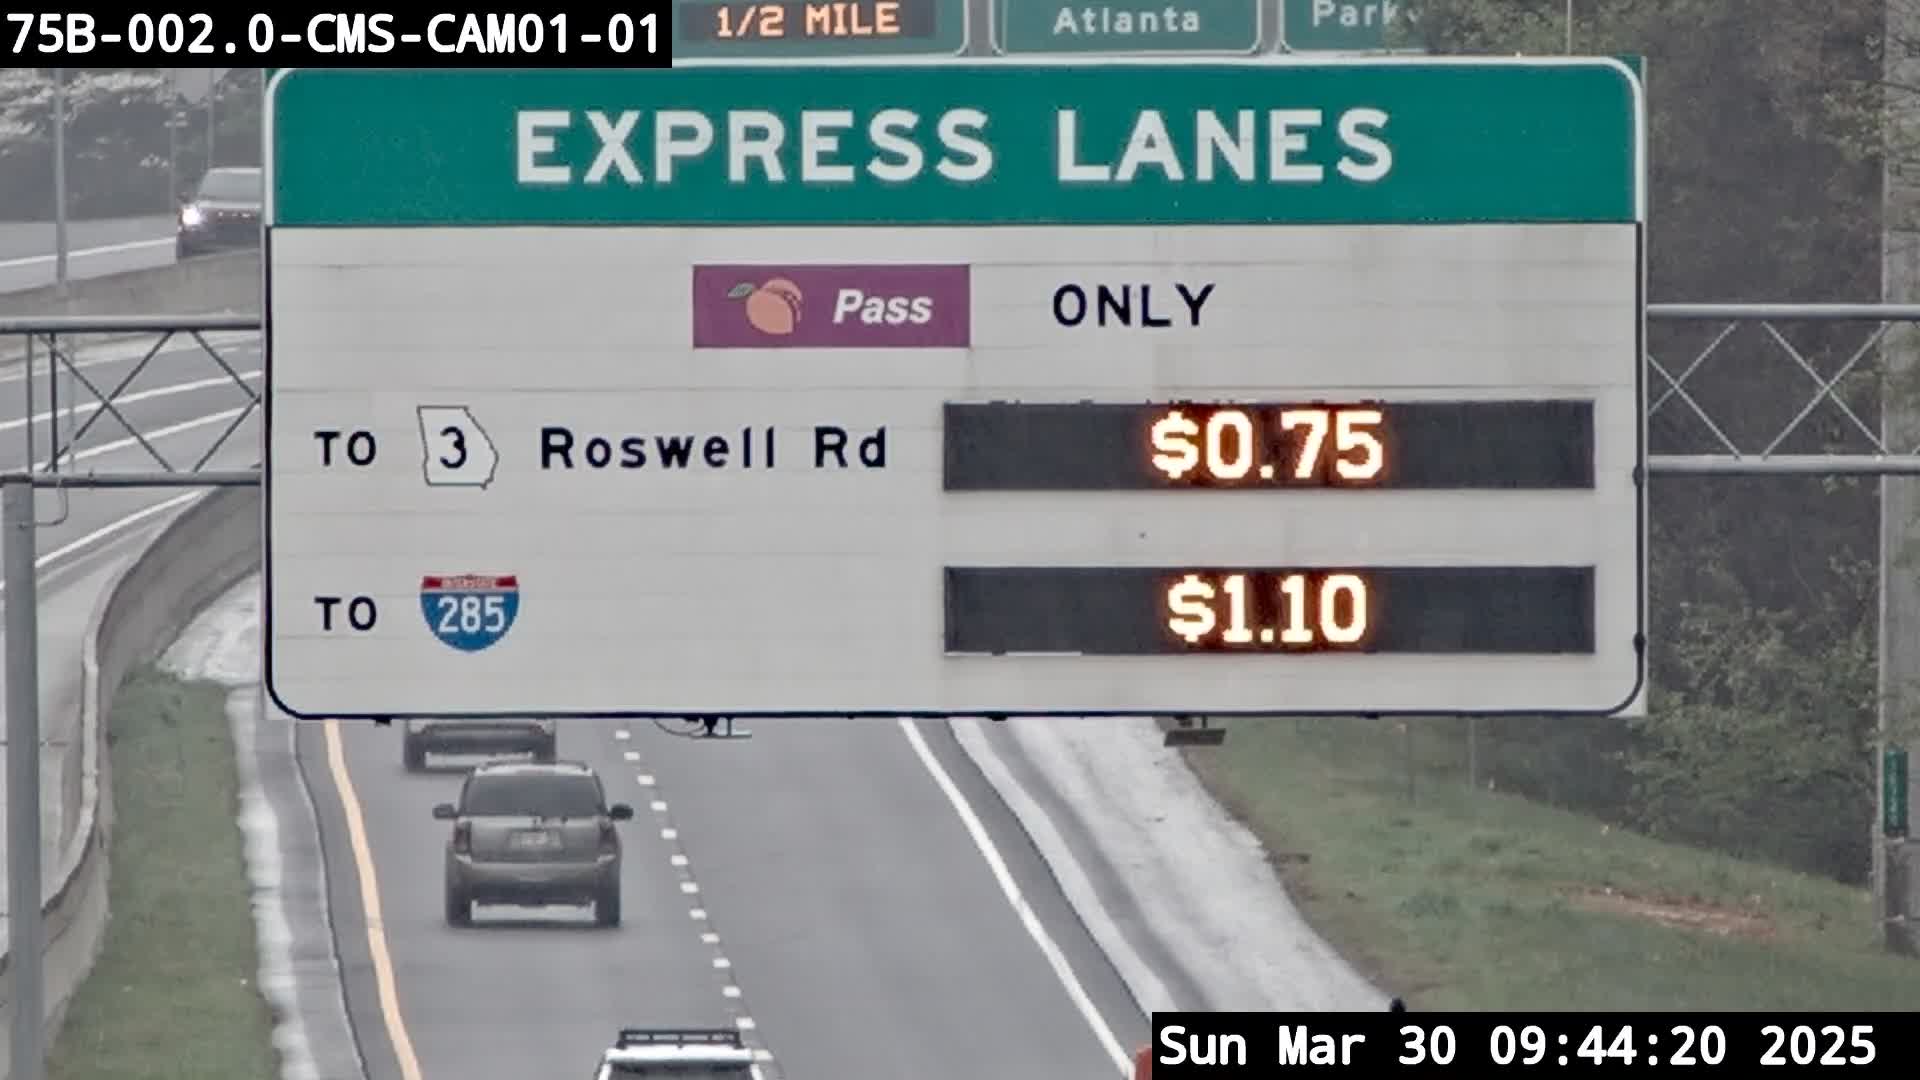 75B-002.0-CMS-CAM01-01
1/2 MILE
Atlanta
EXPRESS LANES
Pass ONLY
TO 3 Roswell Rd $0.75
INTERSTATE
TO 285 $1.10
Sun Mar 30 09:44:20 2025